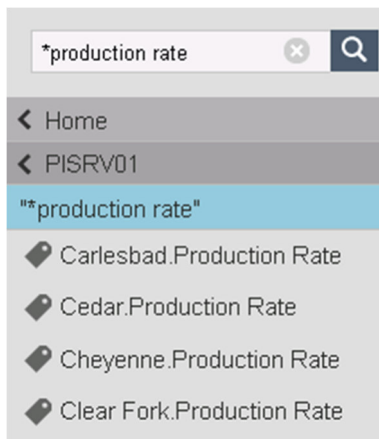 *production rate
Home
PISRV01
"*production rate"
Carlesbad.Production Rate
Cedar.Production Rate
Cheyenne.Production Rate
Clear Fork.Production Rate